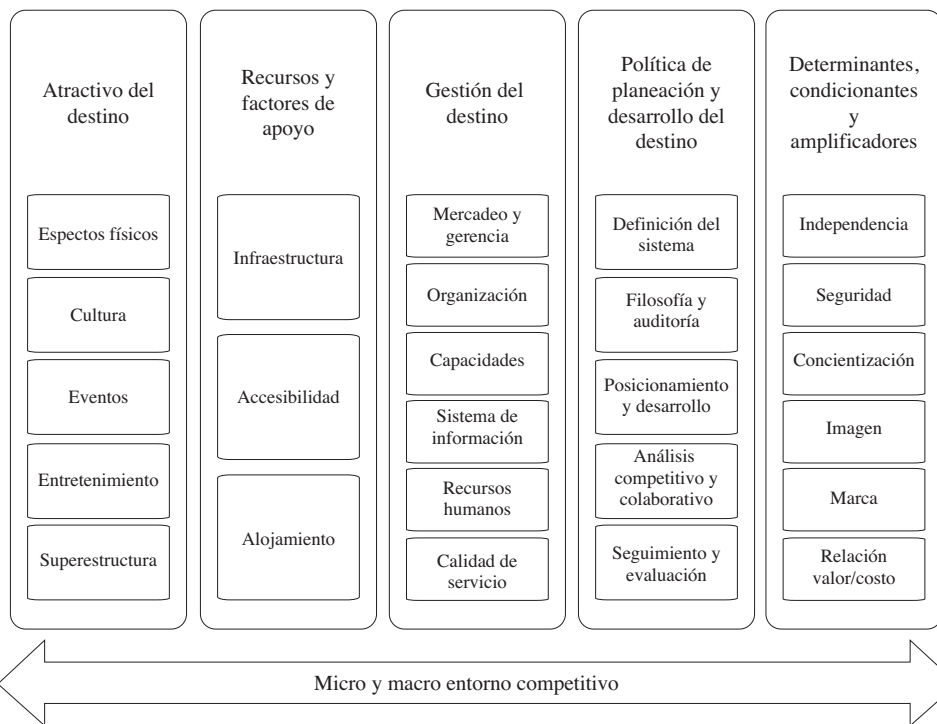 Atractivo del
destino
Espectos físicos
Cultura
Eventos
Entretenimiento
Superestructura
Recursos y
factores de
apoyo
Infraestructura
Accesibilidad
Alojamiento
Gestión del
destino
Mercadeo y
gerencia
Organización
Capacidades
Sistema de
información
Recursos
humanos
Calidad de
servicio
Política de
planeación y
desarrollo del
destino
Definición del
sistema
Filosofía y
auditoría
Posicionamiento
y desarrollo
Análisis
competitivo y
colaborativo
Seguimiento y
evaluación
Determinantes,
condicionantes
y
amplificadores
Independencia
Seguridad
Concientización
Imagen
Marca
Relación
valor/costo
Micro y macro entorno competitivo